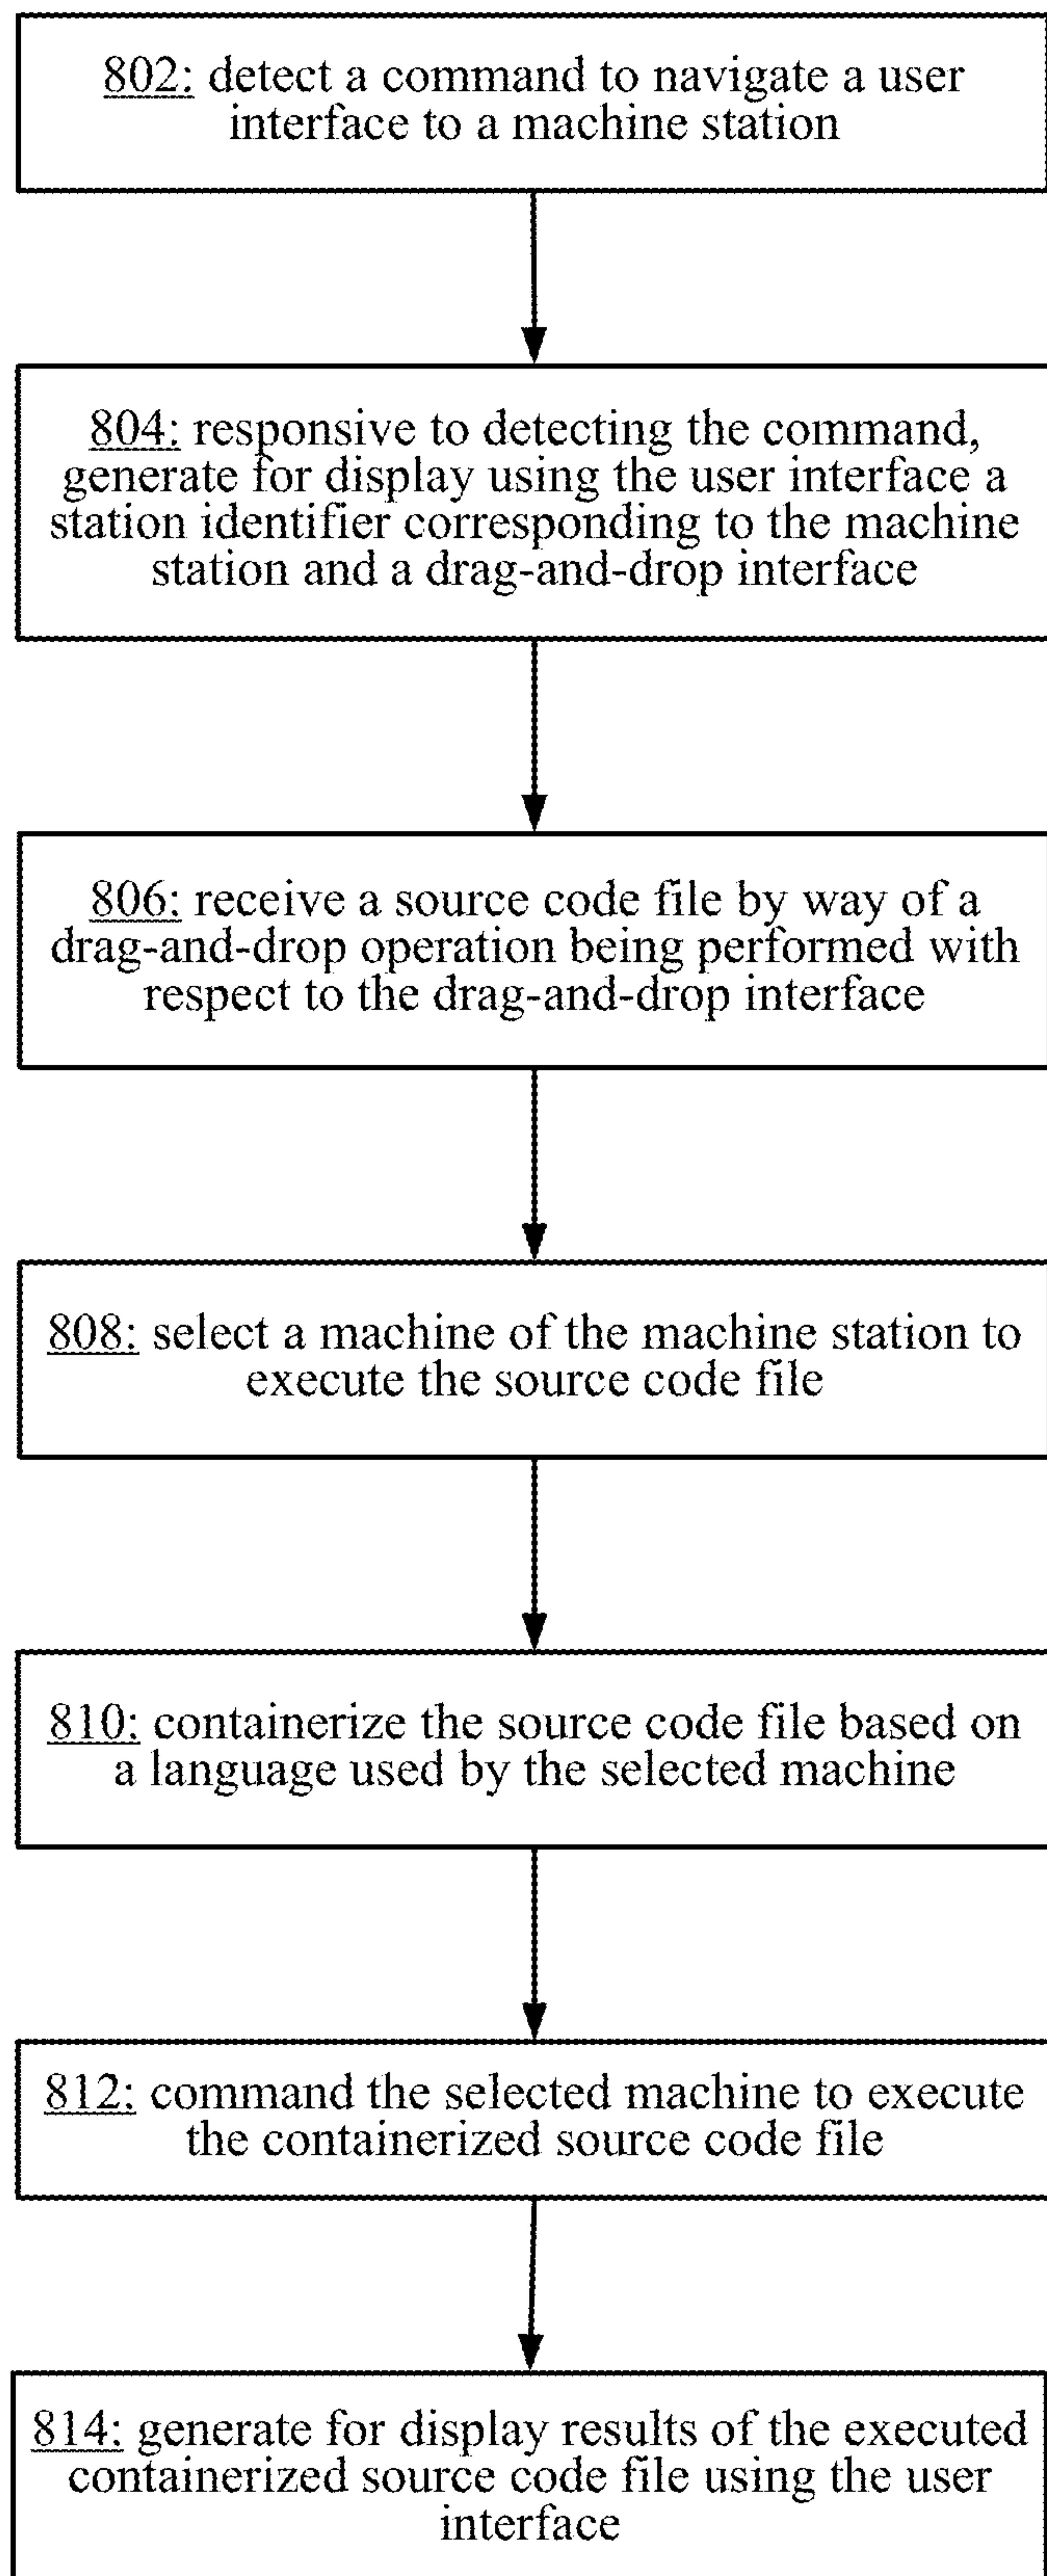 802: detect a command to navigate a user
interface to a machine station
804: responsive to detecting the command,
generate for display using the user interface a
station identifier corresponding to the machine
station and a drag-and-drop interface
806: receive a source code file by way of a
drag-and-drop operation being performed with
respect to the drag-and-drop interface
808: select a machine of the machine station to
execute the source code file
810: containerize the source code file based on
a language used by the selected machine
812: command the selected machine to execute
the containerized source code file
814: generate for display results of the executed
containerized source code file using the user
interface